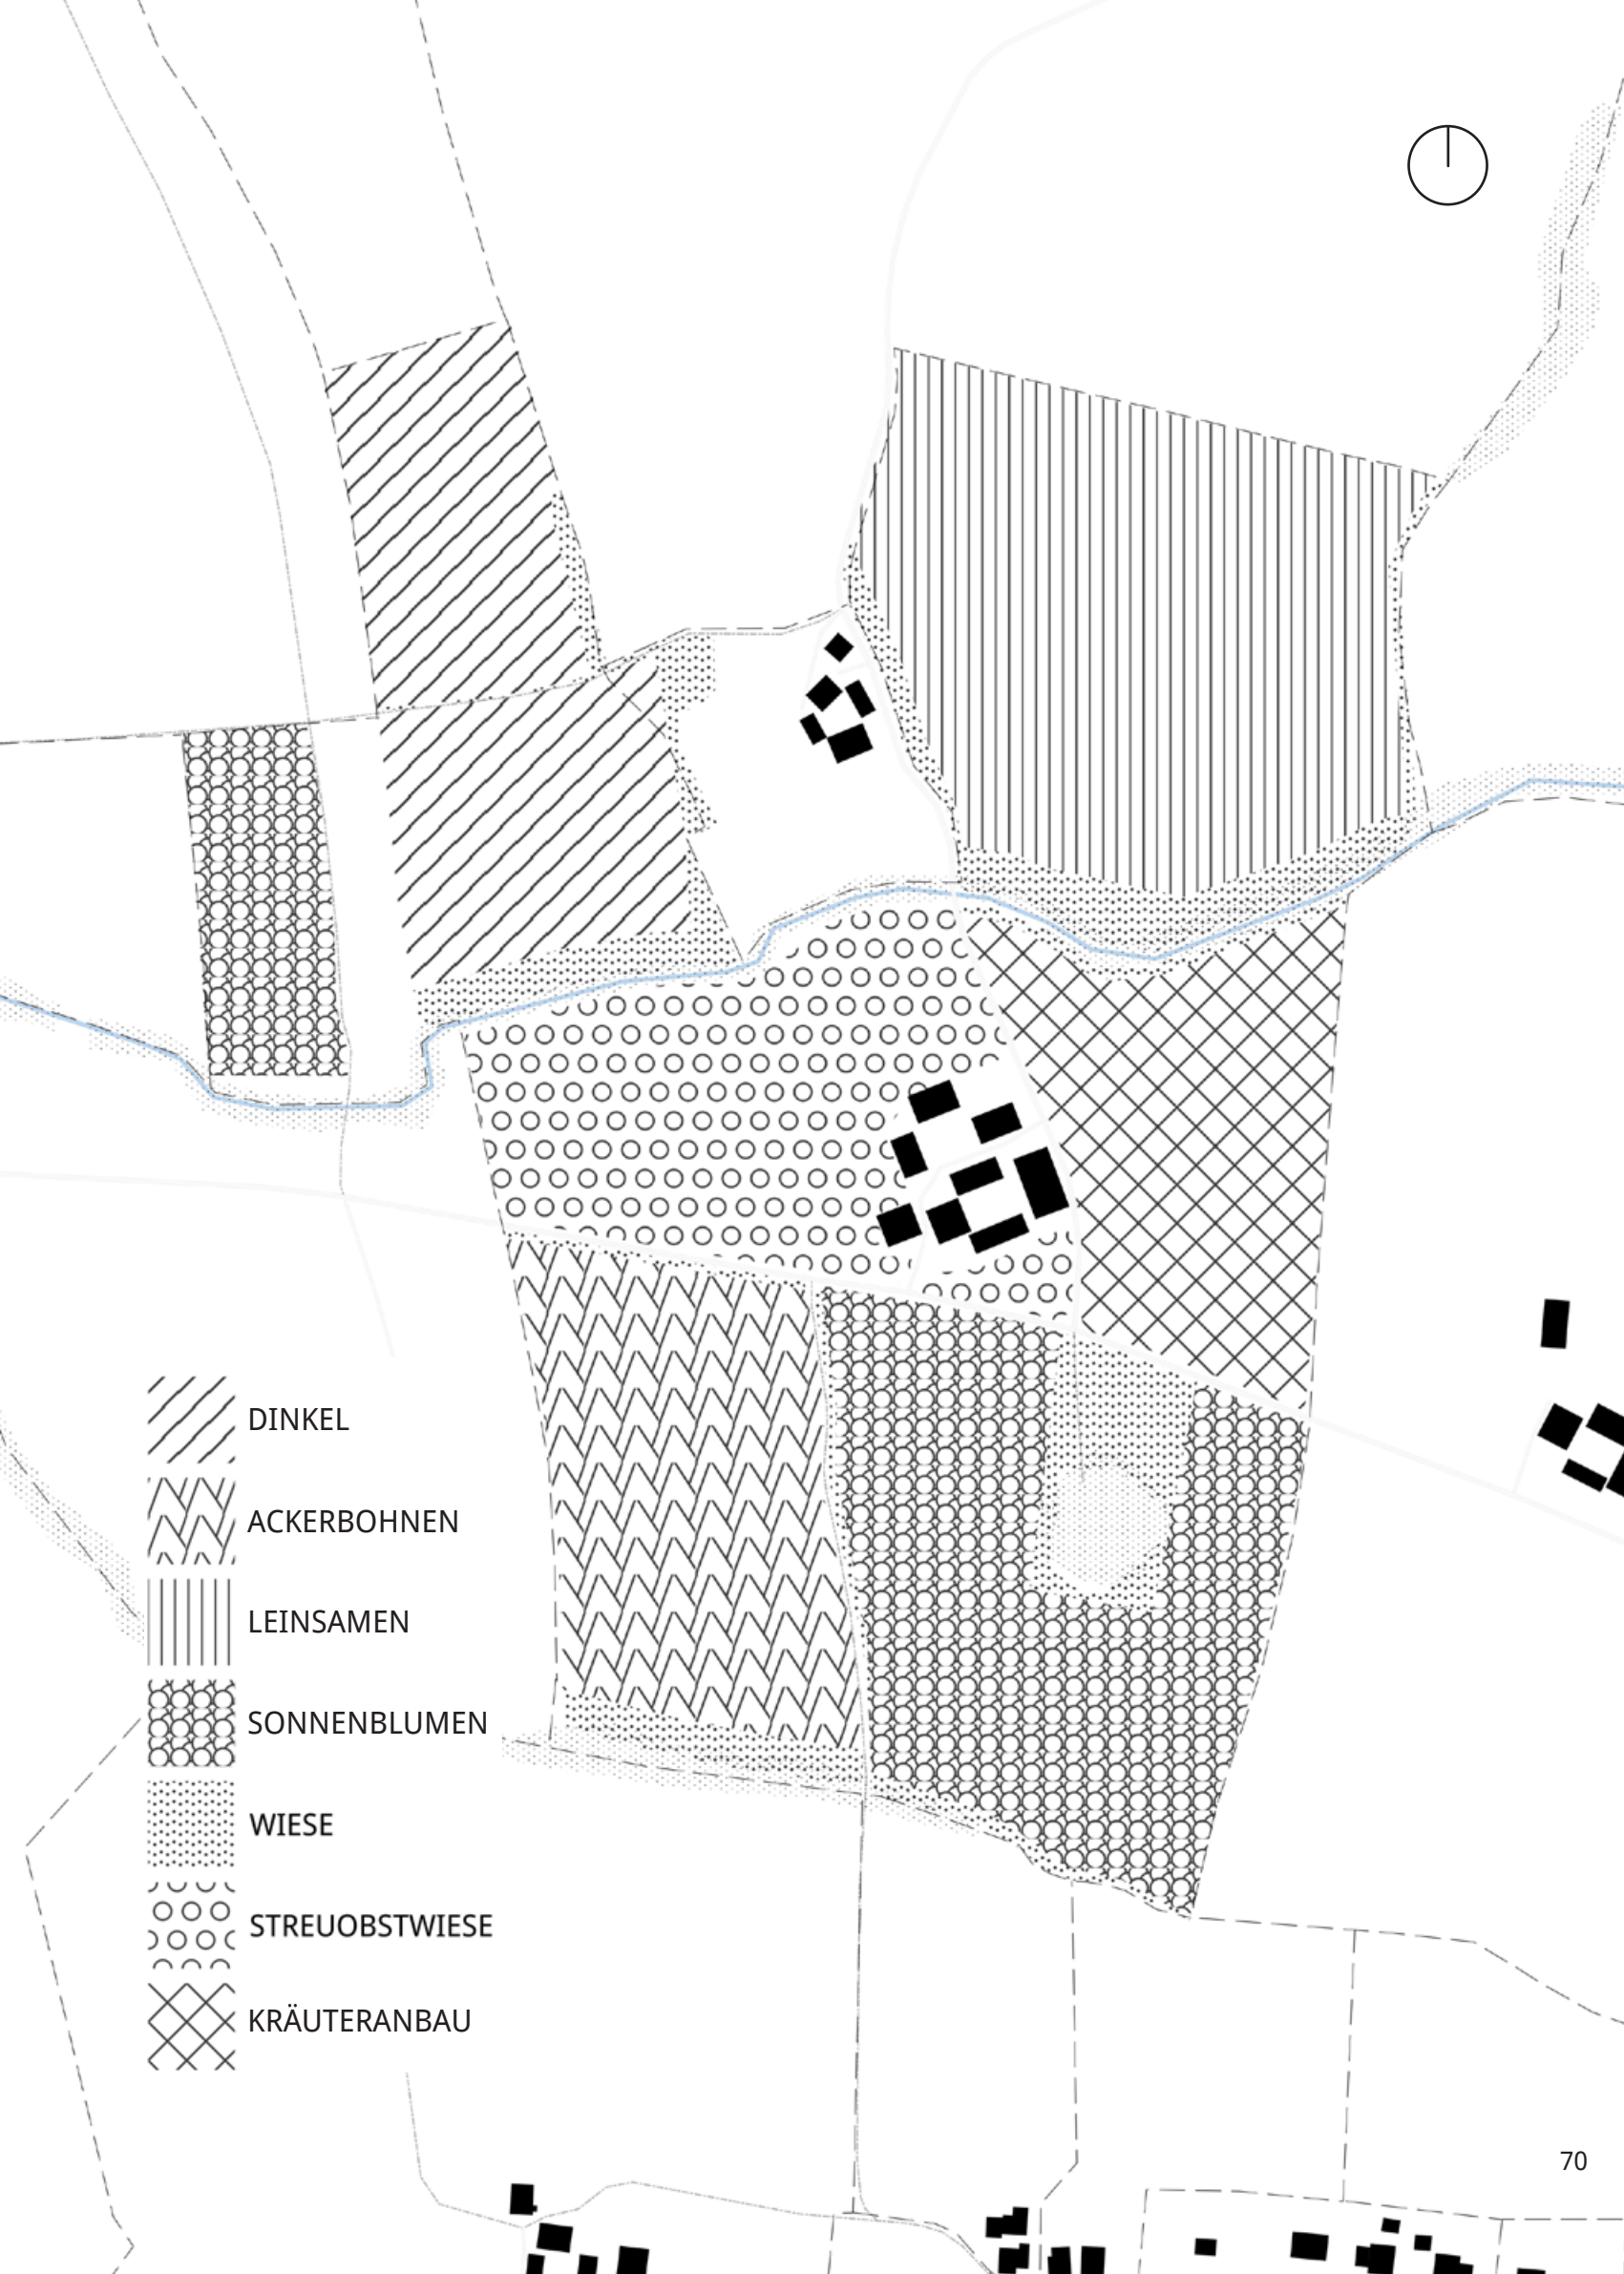 DINKEL
ACKERBOHNEN
LEINSAMEN
SONNENBLUMEN
WIESE
STREUOBSTWIESE
KRÄUTERANBAU
70